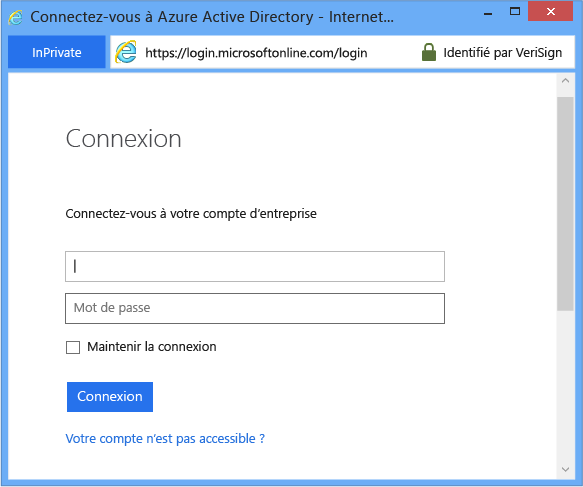 Connectez-vous à Azure Active Directory - Internet...
InPrivate
https://login.microsoftonline.com/login
Identifié par VeriSign
Connexion
Connectez-vous à votre compte d’entreprise
Mot de passe
Maintenir la connexion
Connexion
Votre compte n’est pas accessible ?